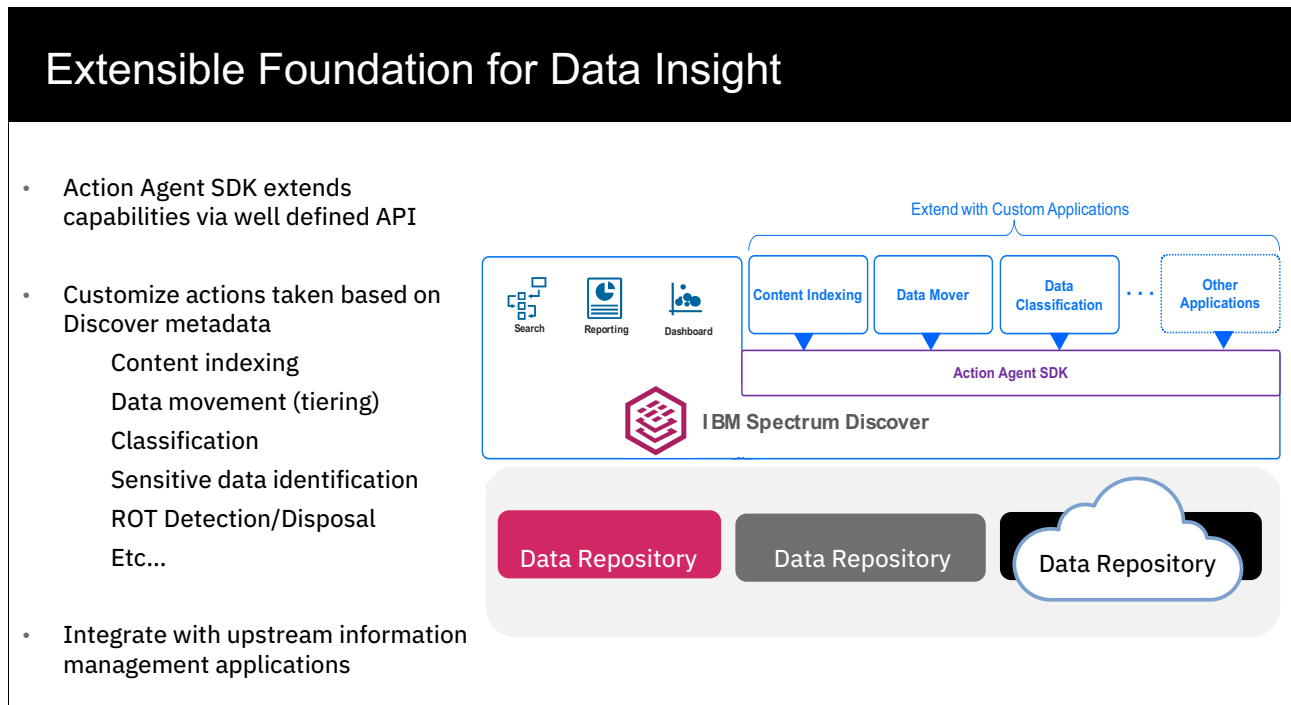 Extensible Foundation for Data Insight
• Action Agent SDK extends
capabilities via well defined API
• Customize actions taken based on
Discover metadata
Content indexing
Data movement (tiering)
Classification
Sensitive data identification
ROT Detection/Disposal
Etc...
• Integrate with upstream information
management applications
Extend with Custom Applications
Search
Reporting
Dashboard
Content Indexing
Data Mover
Data
Classification
. . .
Other
Applications
Action Agent SDK
IBM Spectrum Discover
Data Repository
Data Repository
Data Repository